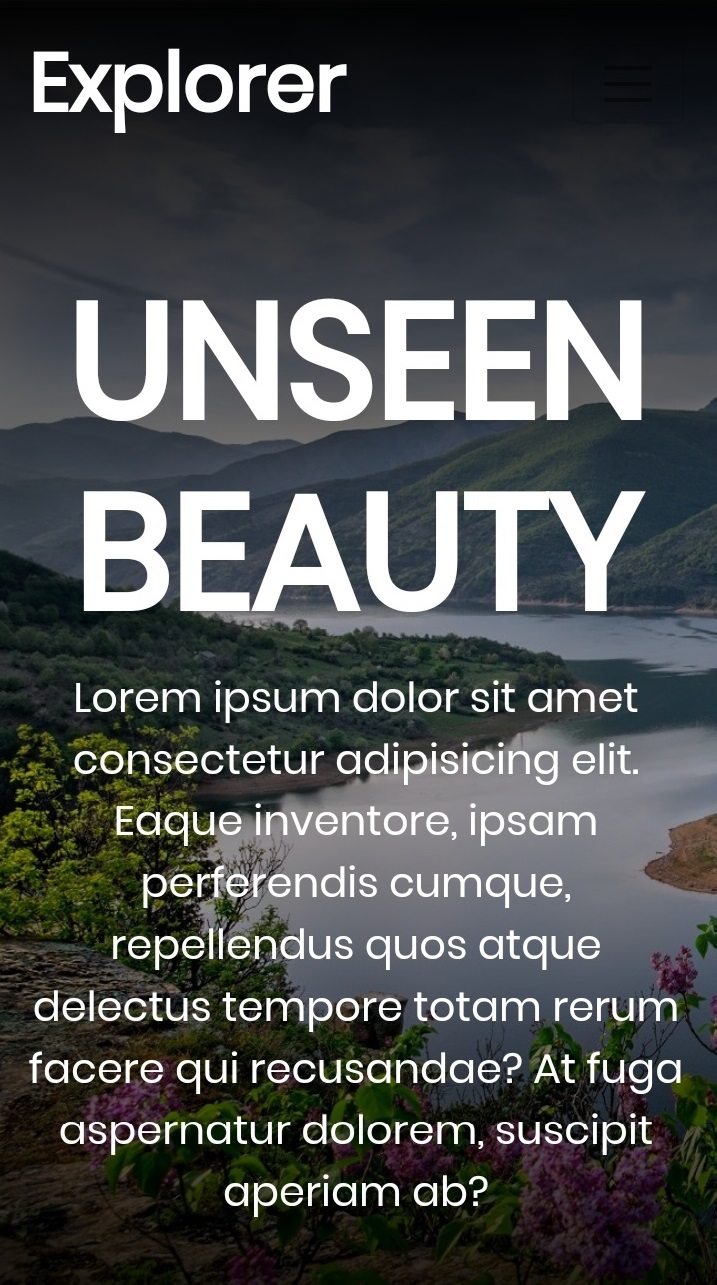 Explorer
UNSEEN
BEAUTY
Lorem ipsum dolor sit amet
consectetur adipisicing elit.
Eaque inventore, ipsam
perferendis cumque,
repellendus quos atque
delectus tempore totam rerum
facere qui recusandae? At fuga
aspernatur dolorem, suscipit
aperiam ab?